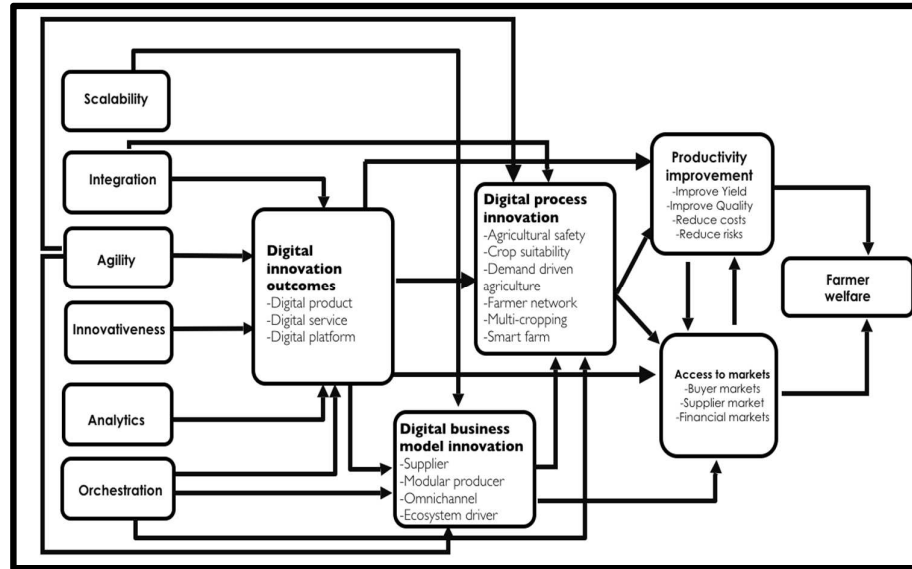 Scalability
Integration
Agility
Innovativeness
Analytics
Orchestration
Digital
innovation
outcomes
-Digital product
-Digital service
-Digital platform
Digital process
innovation
-Agricultural safety
-Crop suitability
-Demand driven
agriculture
-Farmer network
-Multi-cropping
-Smart farm
Digital business
model innovation
-Supplier
-Modular producer
-Omnichannel
-Ecosystem driver
Productivity
improvement
-Improve Yield
-Improve Quality
-Reduce costs
-Reduce risks
Access to markets
-Buyer markets
-Supplier market
-Financial markets
Farmer
welfare